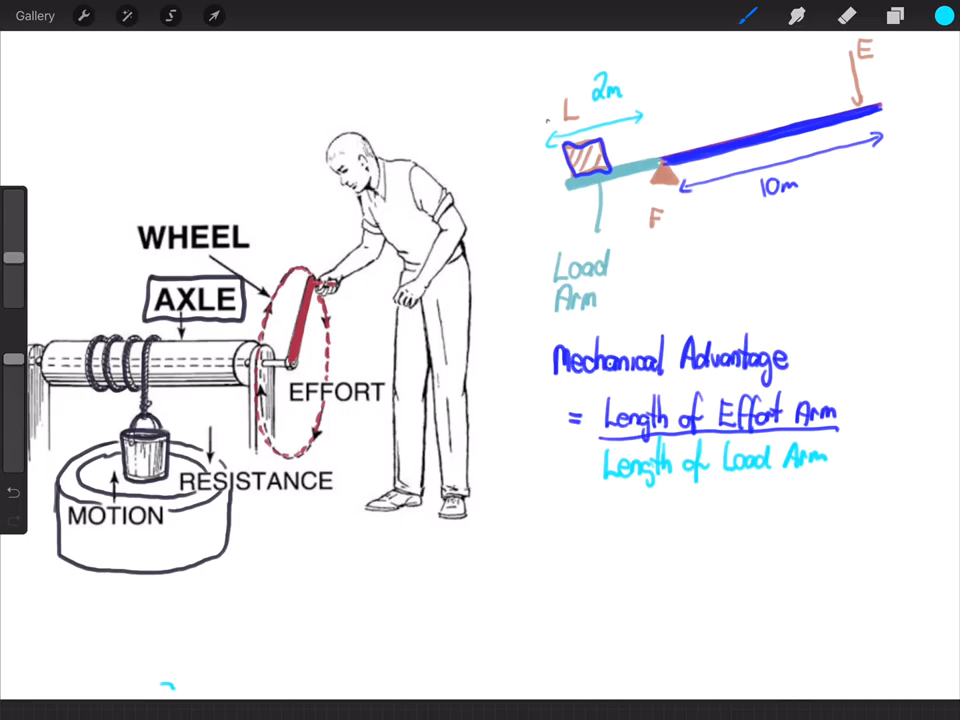 Gallery
WHEEL
AXLE
EFFORT
RESISTANCE
MOTION
E
2m
L
10m
F
Load
Arm
Mechanical Advantage
= Length of Effort Arm
Length of Load Arm